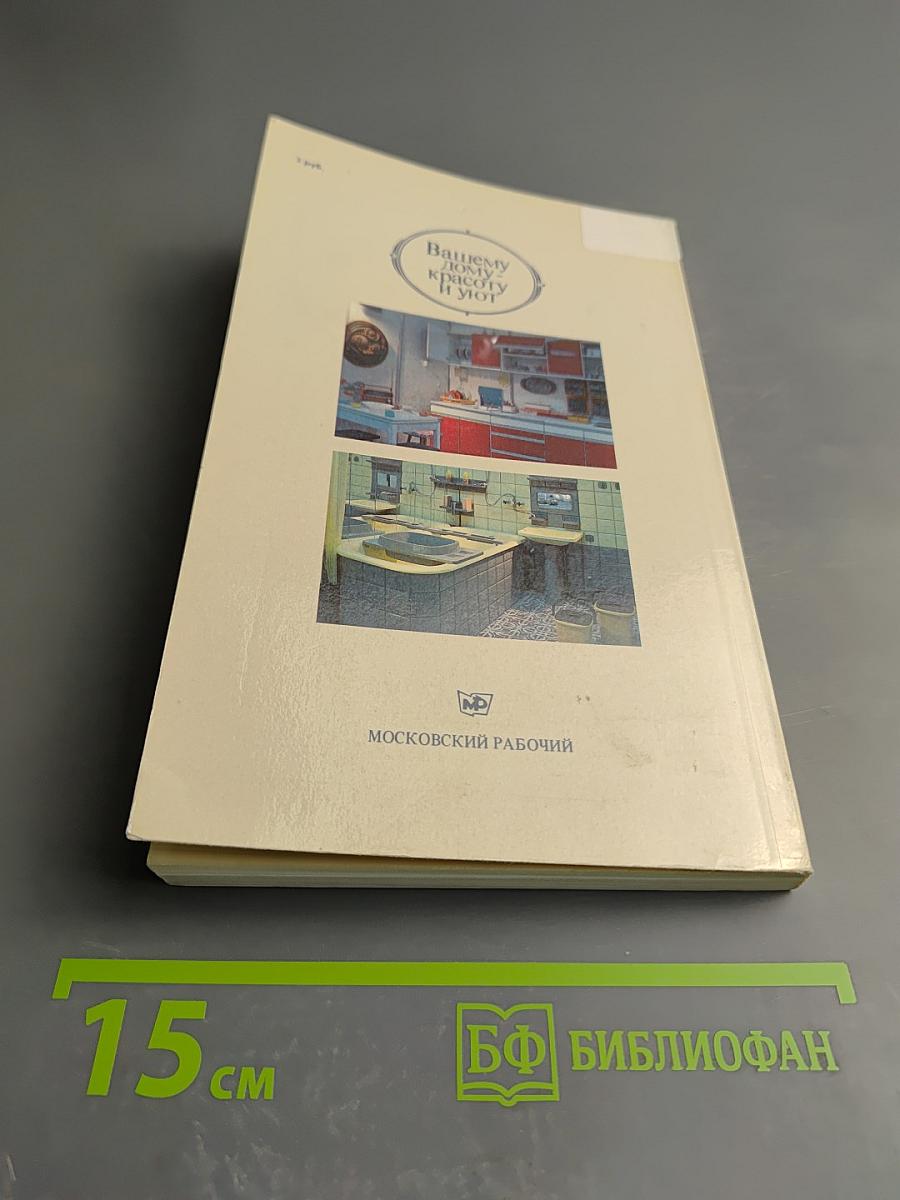 Вашему
дому -
красоту
и уют
МР
МОСКОВСКИЙ РАБОЧИЙ
15 см
БФ БИБЛИОФАН